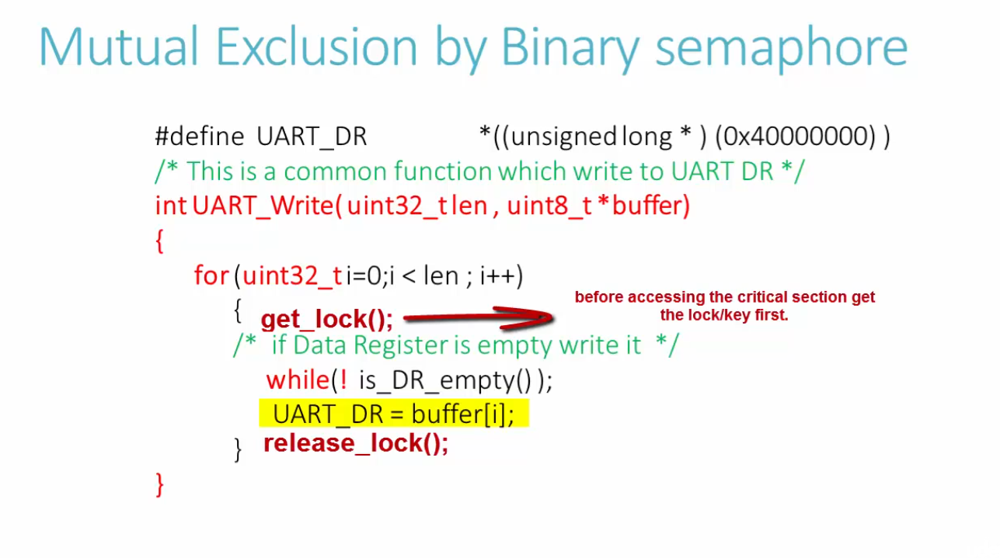 Mutual Exclusion by Binary semaphore
#define UART_DR *((unsigned long * ) (0x40000000) )
/* This is a common function which write to UART DR */
int UART_Write( uint32_t len , uint8_t *buffer)
{
for (uint32_t i=0;i < len ; i++)
{ get_lock();
before accessing the critical section get
the lock/key first.
/* if Data Register is empty write it */
while(! is_DR_empty() );
UART_DR = buffer[i];
} release_lock();
}